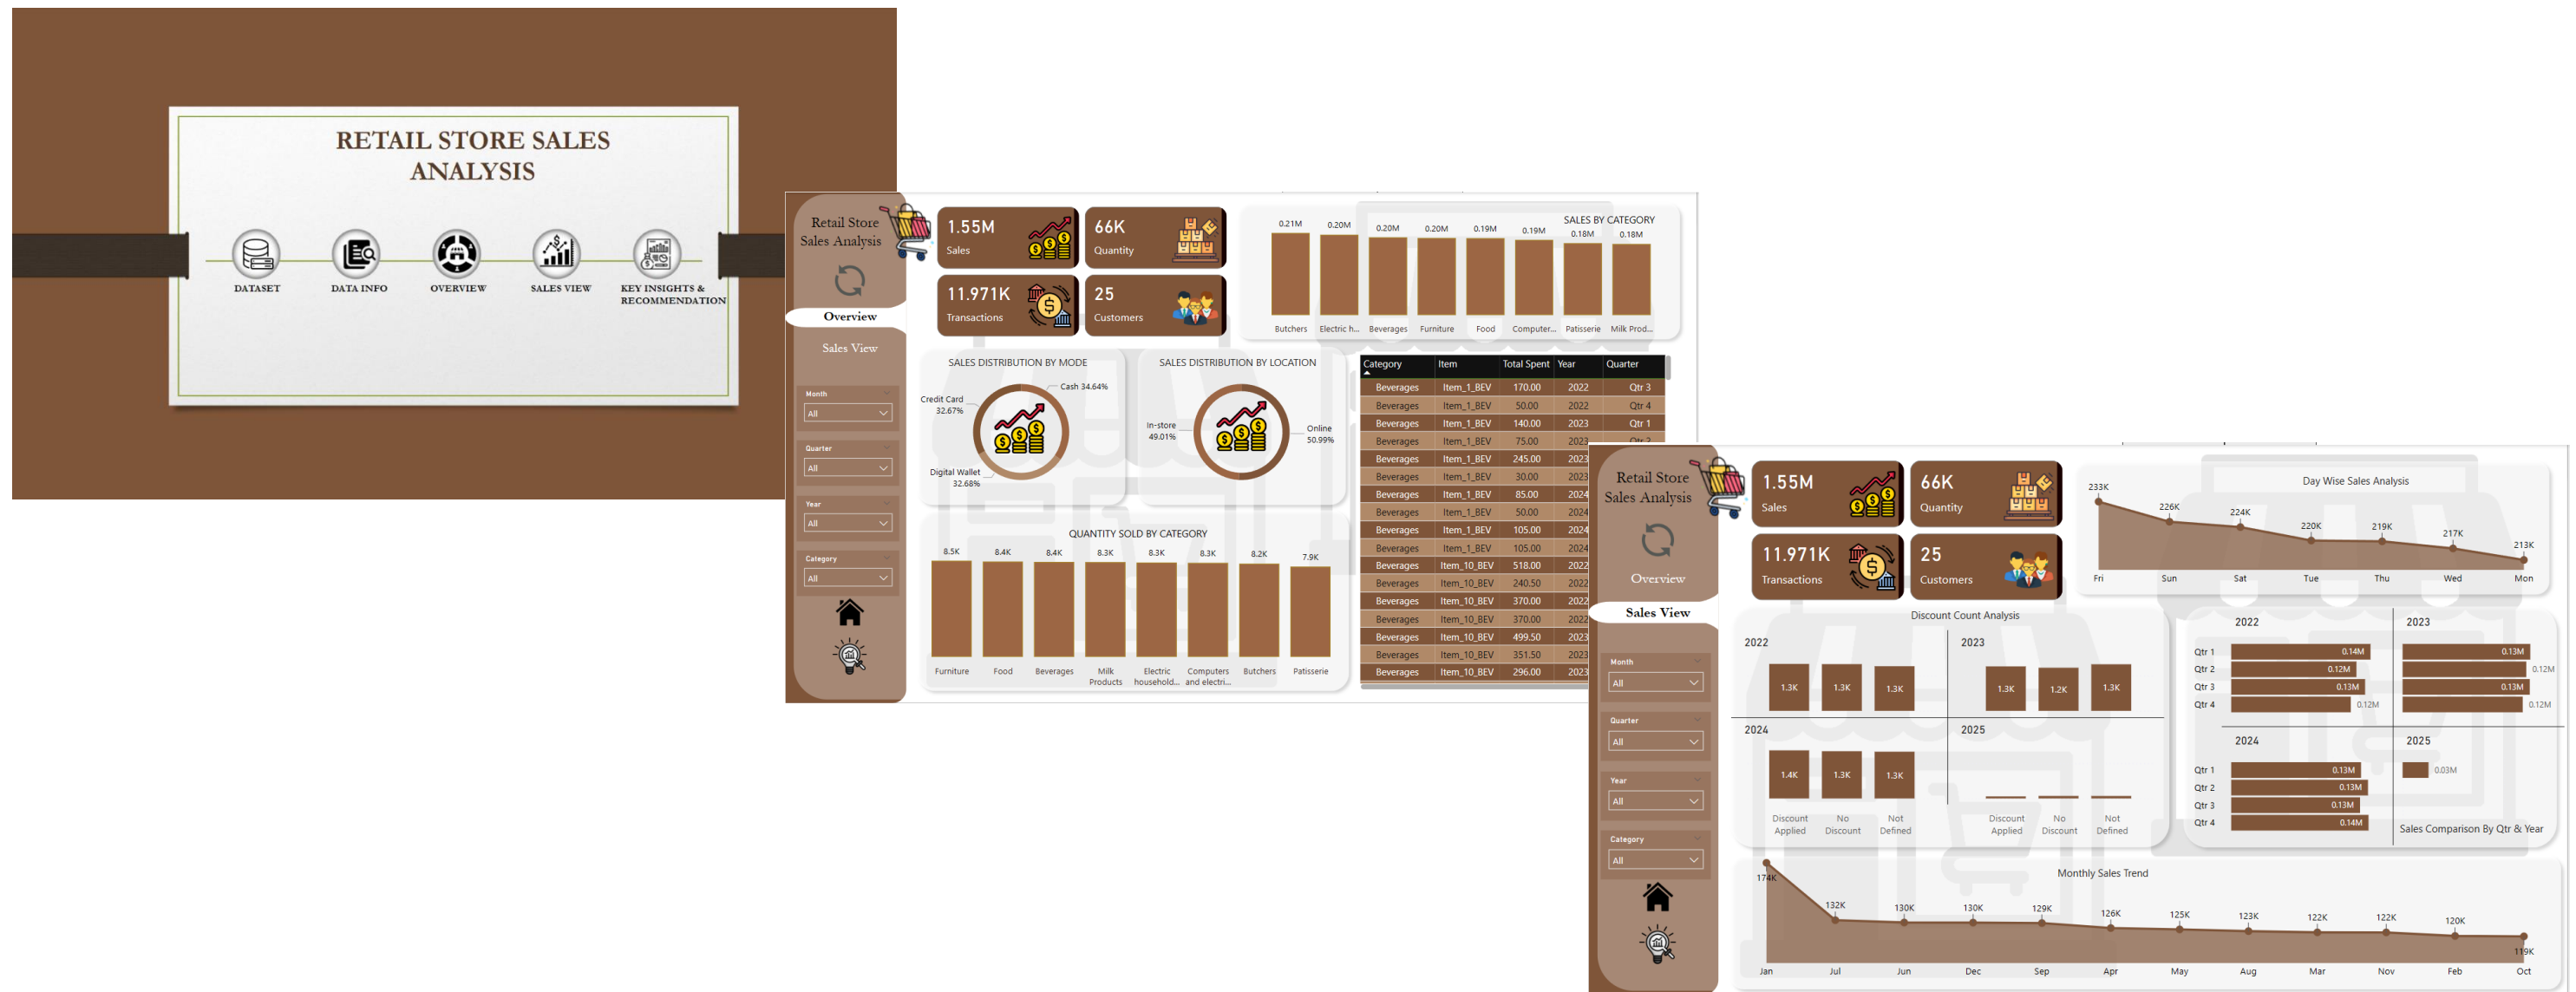 RETAIL STORE SALES
ANALYSIS
DATASET
DATA INFO
OVERVIEW
SALES VIEW
KEY INSIGHTS &
RECOMMENDATION
Retail Store
Sales Analysis
Overview
Sales View
Month
All
Quarter
All
Year
All
Category
All
1.55M
Sales
66K
Quantity
11.971K
Transactions
25
Customers
SALES BY CATEGORY
0.21M 0.20M 0.20M 0.20M 0.19M 0.19M 0.18M 0.18M
Butchers Electric h... Beverages Furniture Food Computer... Patisserie Milk Prod...
SALES DISTRIBUTION BY MODE
Cash 34.64%
Credit Card
32.67%
Digital Wallet
32.68%
SALES DISTRIBUTION BY LOCATION
In-store
49.01%
Online
50.99%
QUANTITY SOLD BY CATEGORY
8.5K 8.4K 8.4K 8.3K 8.3K 8.3K 8.2K 7.9K
Furniture Food Beverages Milk Products Electric household... Computers and electri... Butchers Patisserie
Category Item Total Spent Year Quarter
Beverages Item_1_BEV 170.00 2022 Qtr 3
Beverages Item_1_BEV 50.00 2022 Qtr 4
Beverages Item_1_BEV 140.00 2023 Qtr 1
Beverages Item_1_BEV 75.00 2023 Qtr 2
Beverages Item_1_BEV 245.00 2023
Beverages Item_1_BEV 30.00 2023
Beverages Item_1_BEV 85.00 2024
Beverages Item_1_BEV 50.00 2024
Beverages Item_1_BEV 105.00 2024
Beverages Item_1_BEV 105.00 2024
Beverages Item_10_BEV 518.00 2022
Beverages Item_10_BEV 240.50 2022
Beverages Item_10_BEV 370.00 2022
Beverages Item_10_BEV 370.00 2022
Beverages Item_10_BEV 499.50 2023
Beverages Item_10_BEV 351.50 2023
Beverages Item_10_BEV 296.00 2023
Retail Store
Sales Analysis
Overview
Sales View
Month
All
Quarter
All
Year
All
Category
All
1.55M
Sales
66K
Quantity
11.971K
Transactions
25
Customers
Day Wise Sales Analysis
233K 226K 224K 220K 219K 217K 213K
Fri Sun Sat Tue Thu Wed Mon
Discount Count Analysis
2022
1.3K 1.3K 1.3K
2023
1.3K 1.2K 1.3K
2024
1.4K 1.3K 1.3K
2025
Discount Applied No Discount Not Defined
Discount Applied No Discount Not Defined
2022 2023
Qtr 1 0.14M 0.13M
Qtr 2 0.12M 0.12M
Qtr 3 0.13M 0.13M
Qtr 4 0.12M 0.12M
2024 2025
Qtr 1 0.13M 0.03M
Qtr 2 0.13M
Qtr 3 0.13M
Qtr 4 0.14M
Sales Comparison By Qtr & Year
Monthly Sales Trend
174K 132K 130K 130K 129K 126K 125K 123K 122K 122K 120K 119K
Jan Jul Jun Dec Sep Apr May Aug Mar Nov Feb Oct